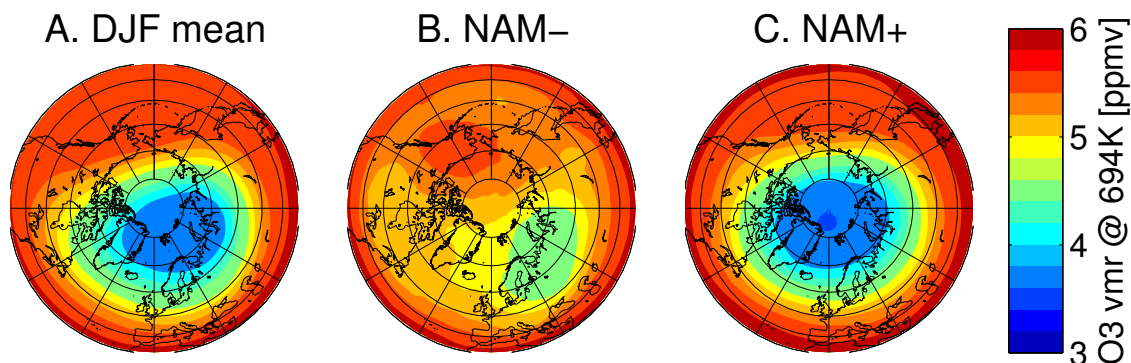 A. DJF mean
B. NAM−
C. NAM+
6
5
4
3
O3 vmr @ 694K [ppmv]